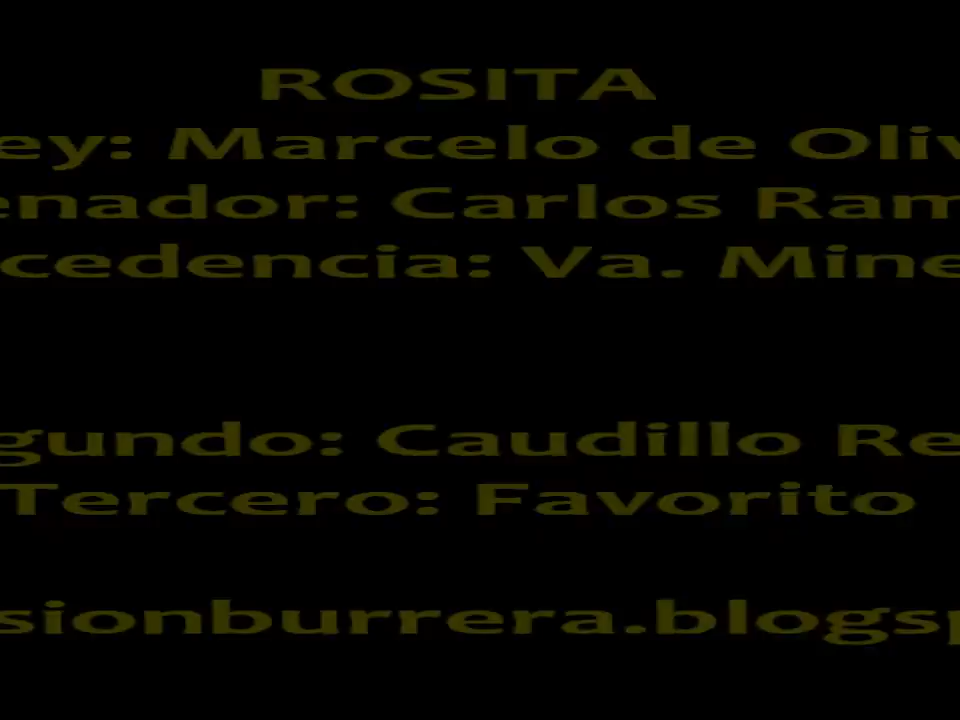 ROSITA
ey: Marcelo de Oliv
enador: Carlos Ram
cedencia: Va. Mine
gundo: Caudillo Re
Tercero: Favorito
sionburrera.blogsp